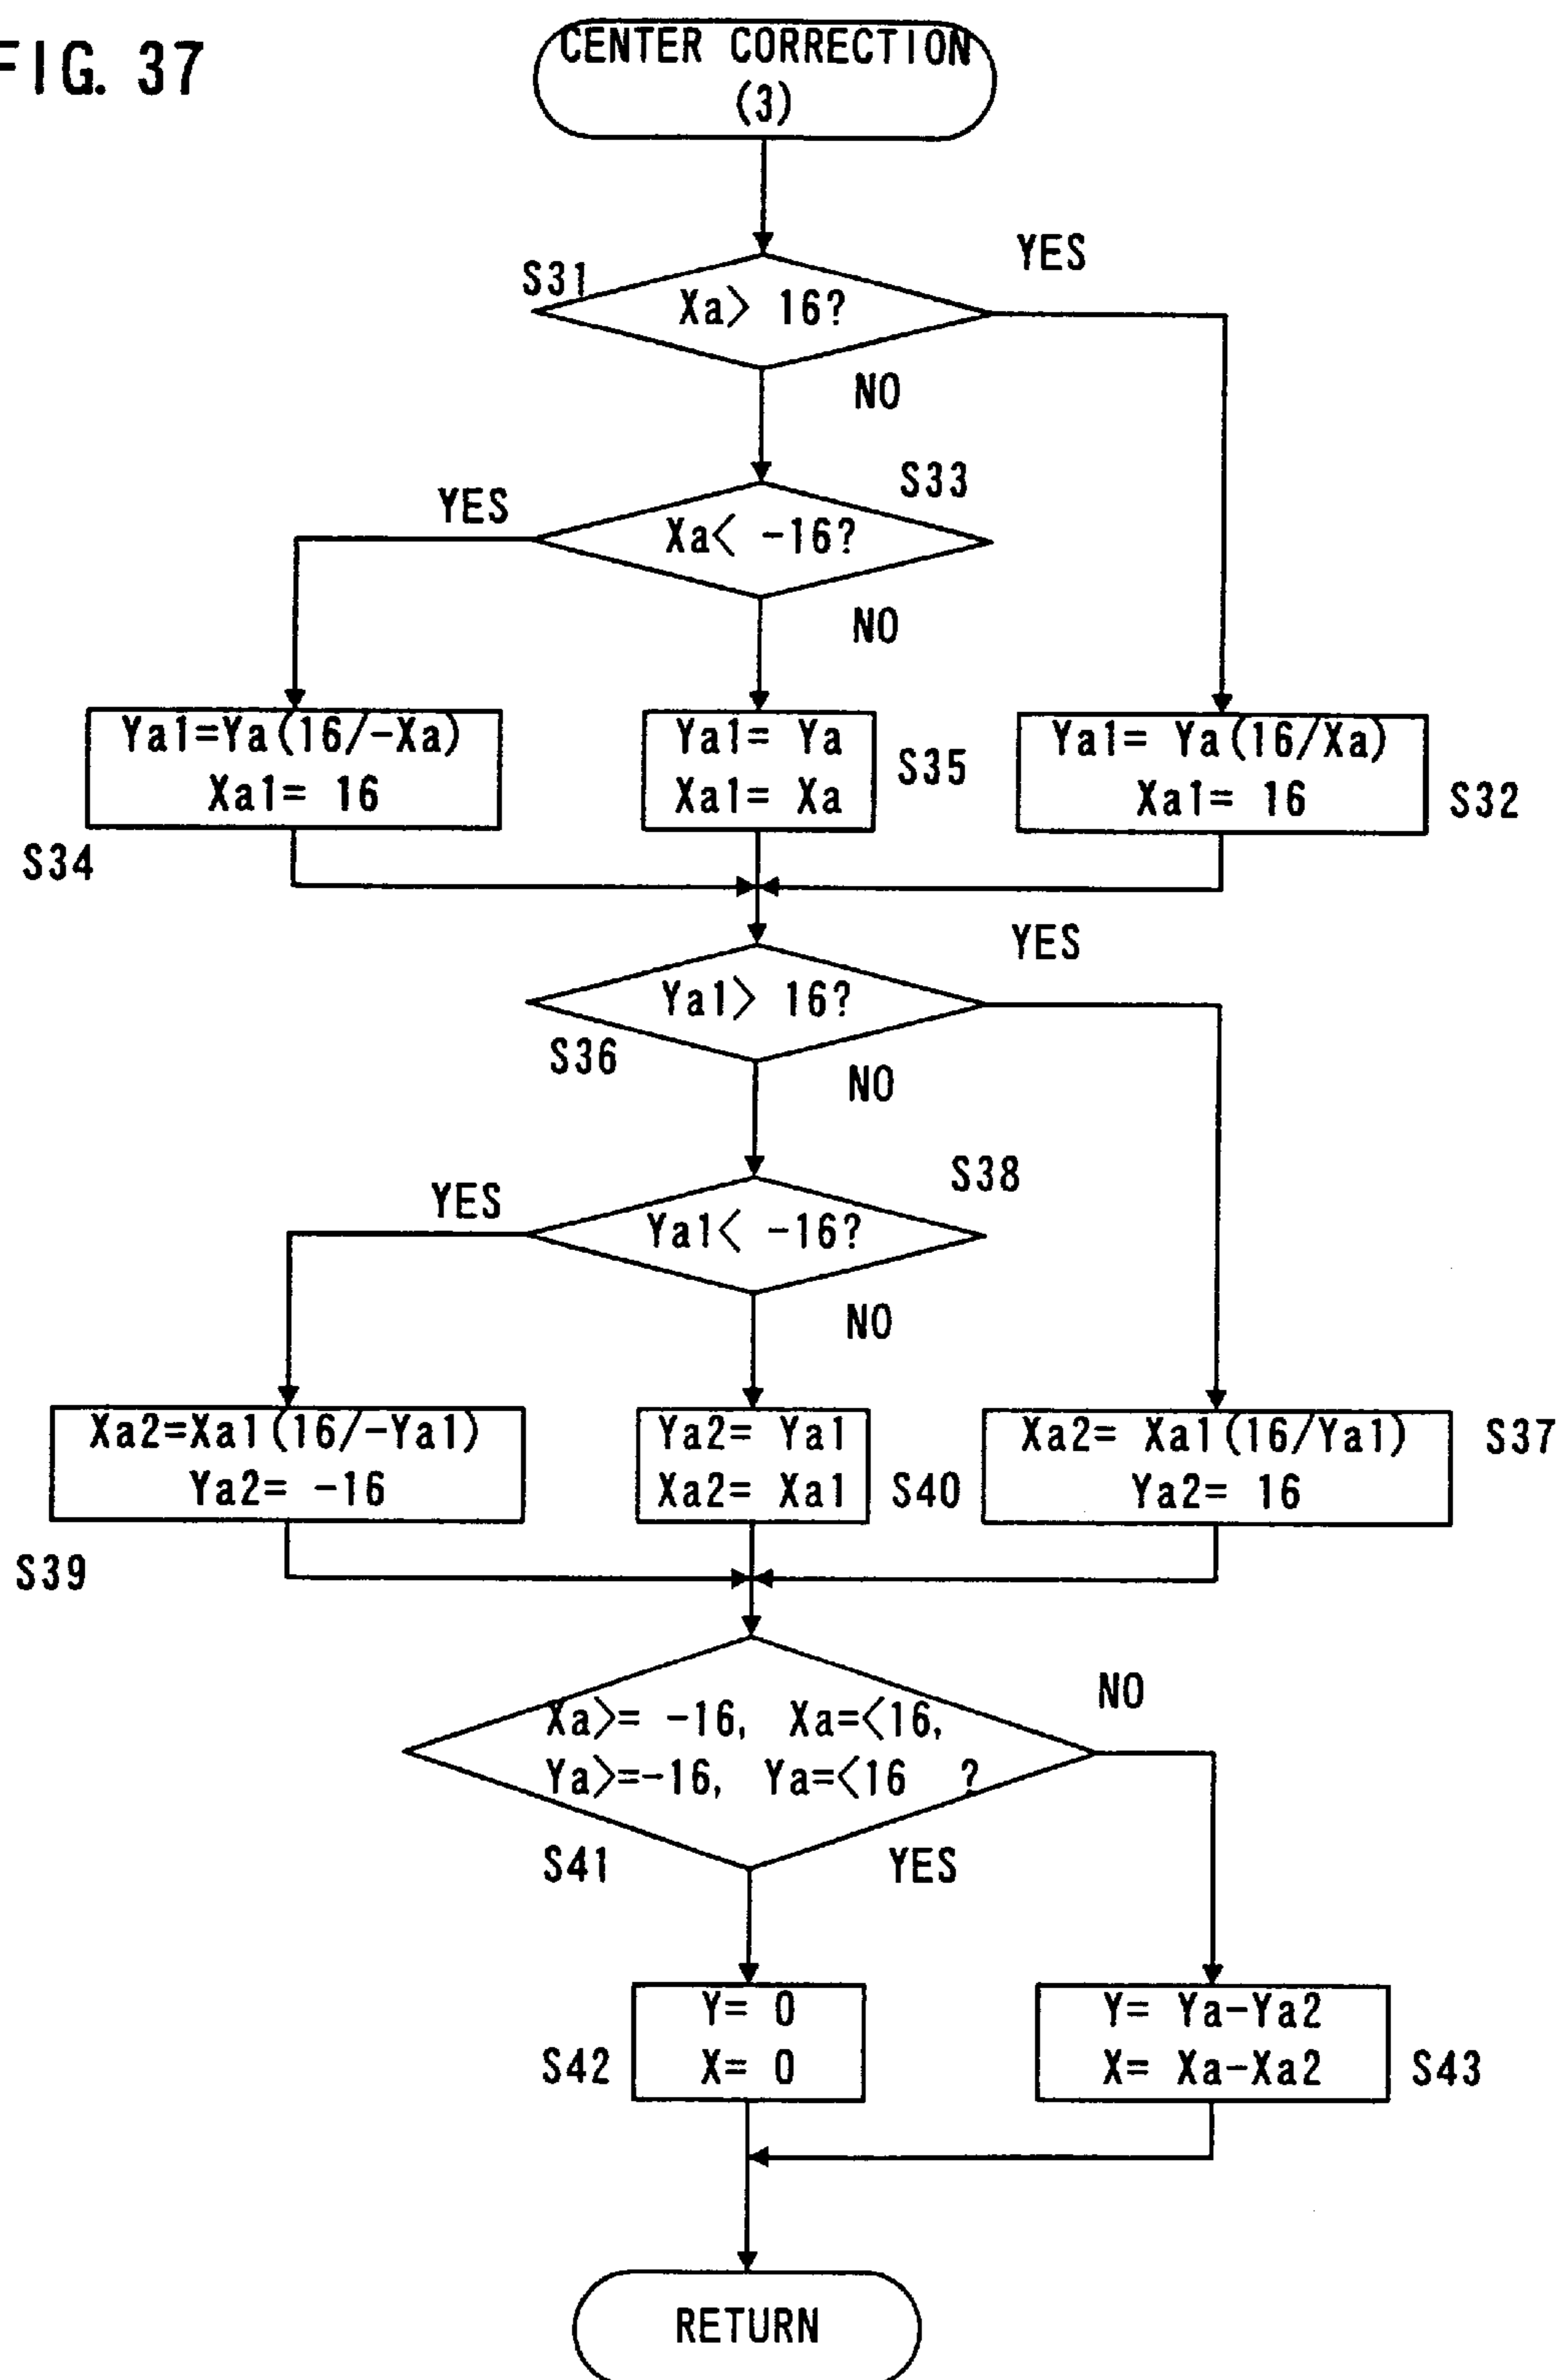 FIG. 37
CENTER CORRECTION
(3)
S31
Xa> 16?
YES
NO
S33
YES
Xa< -16?
NO
Ya1=Ya(16/-Xa)
Xa1= 16
S34
Ya1= Ya
Xa1= Xa
S35
Ya1= Ya(16/Xa)
Xa1= 16
S32
YES
Ya1> 16?
S36
NO
S38
YES
Ya1< -16?
NO
Xa2=Xa1(16/-Ya1)
Ya2= -16
S39
Ya2= Ya1
Xa2= Xa1
S40
Xa2= Xa1(16/Ya1)
Ya2= 16
S37
NO
Xa>= -16, Xa=<16,
Ya>=-16, Ya=<16 ?
S41
YES
Y= 0
X= 0
S42
Y= Ya-Ya2
X= Xa-Xa2
S43
RETURN